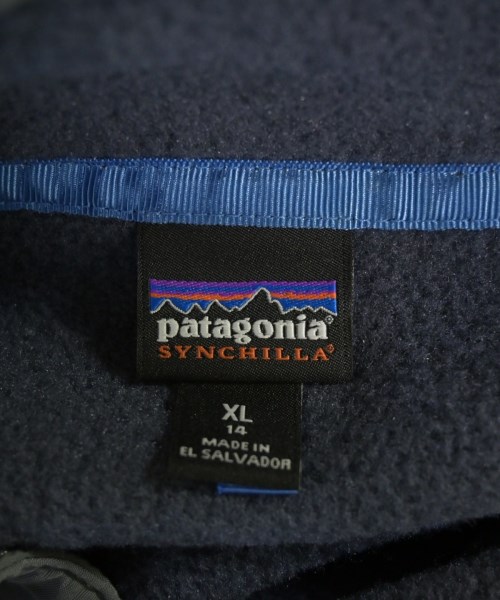 patagonia
SYNCHILLA®
XL
14
MADE IN
EL SALVADOR